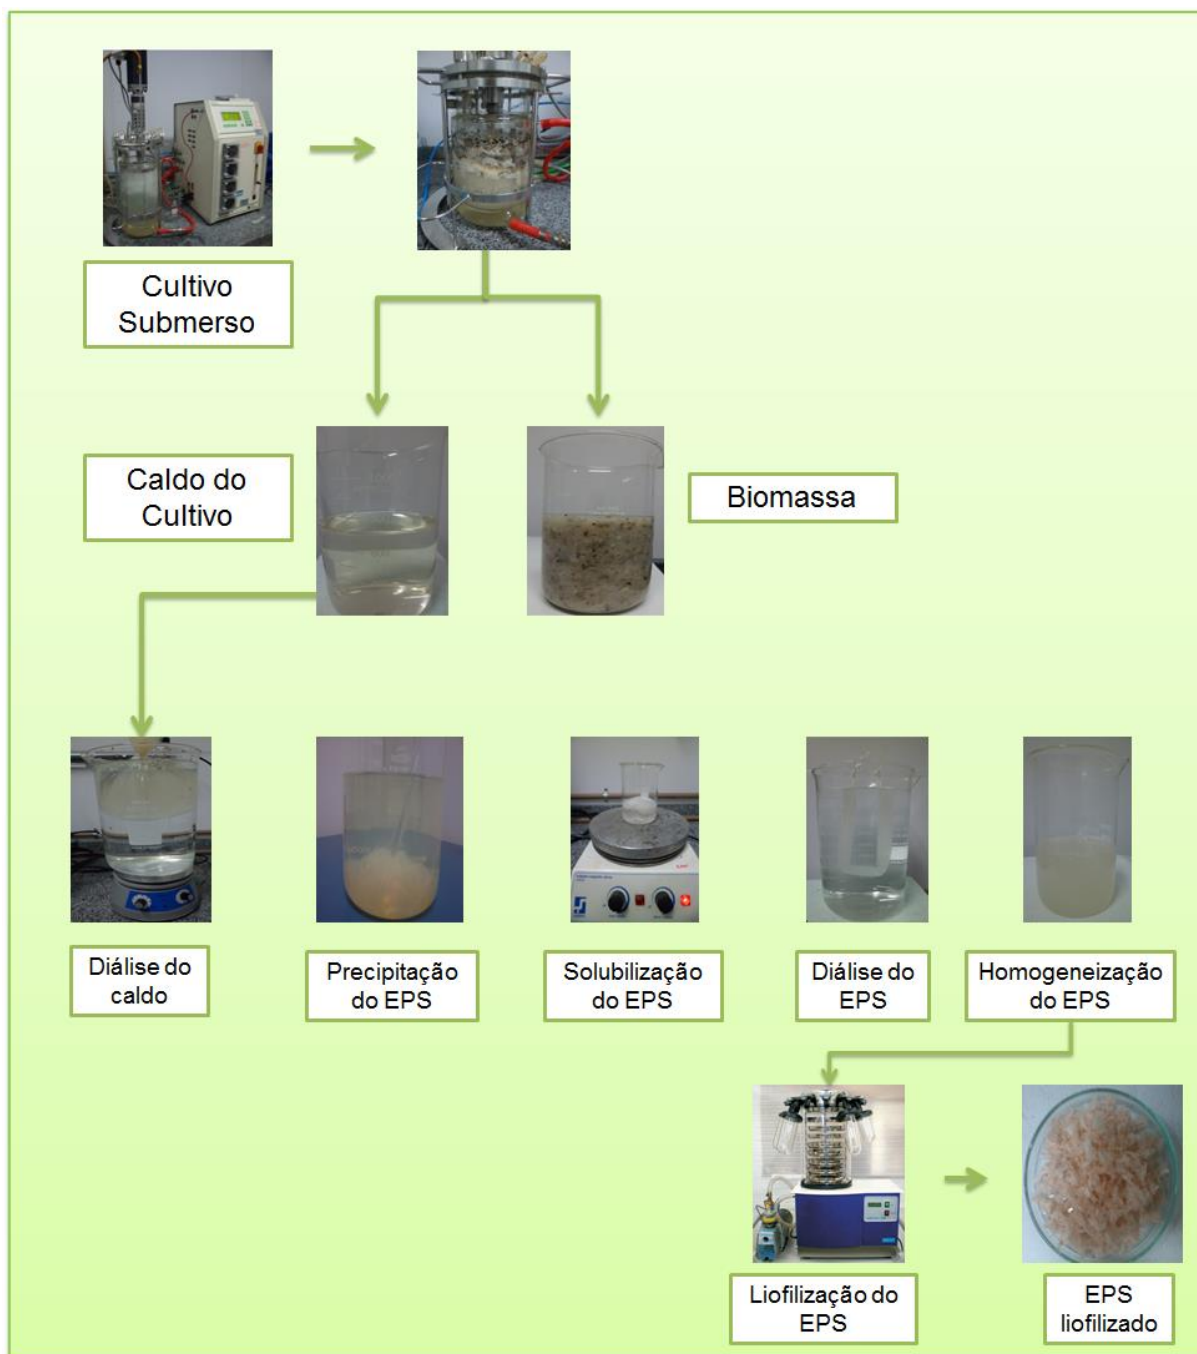 Cultivo
Submerso
Caldo do
Cultivo
Biomassa
Diálise do
caldo
Precipitação
do EPS
Solubilização
do EPS
Diálise do
EPS
Homogeneização
do EPS
Liofilização do
EPS
EPS
liofilizado